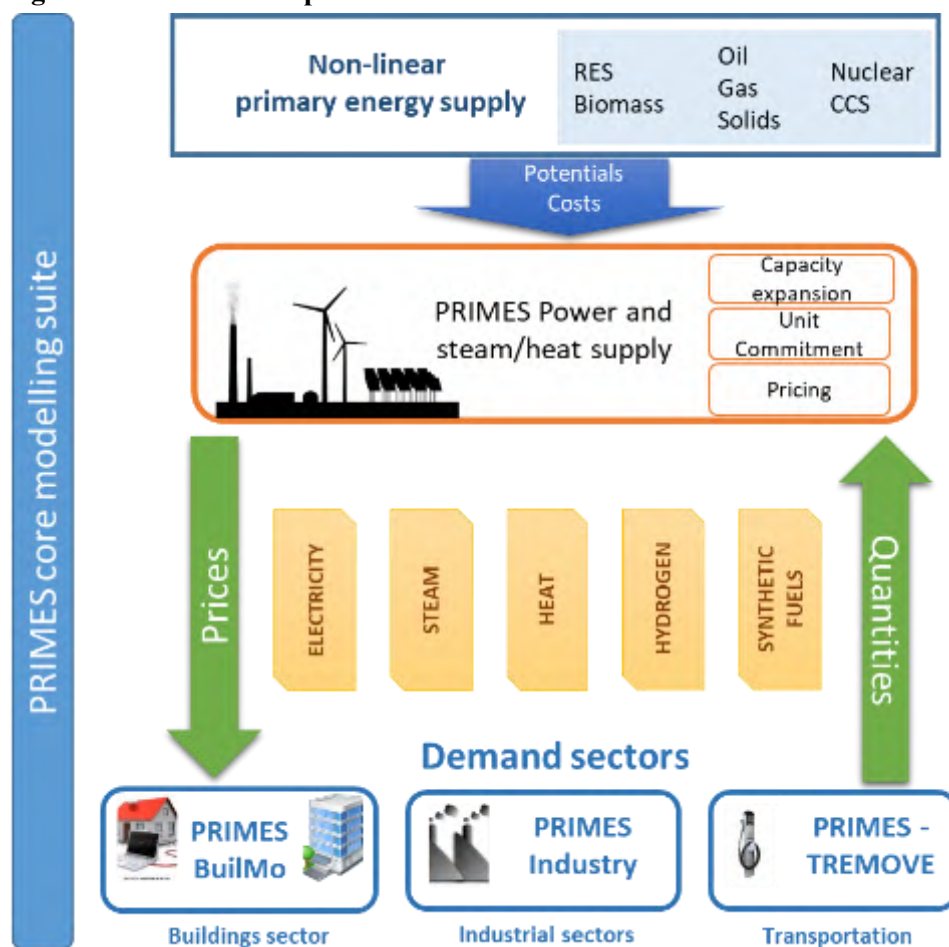 PRIMES core modelling suite
Non-linear
primary energy supply
RES
Biomass
Oil
Gas
Solids
Nuclear
CCS
Potentials
Costs
PRIMES Power and
steam/heat supply
Capacity
expansion
Unit
Commitment
Pricing
Prices
ELECTRICITY
STEAM
HEAT
HYDROGEN
SYNTHETIC
FUELS
Quantities
Demand sectors
PRIMES
BuilMo
PRIMES
Industry
PRIMES -
TREMOVE
Buildings sector
Industrial sectors
Transportation